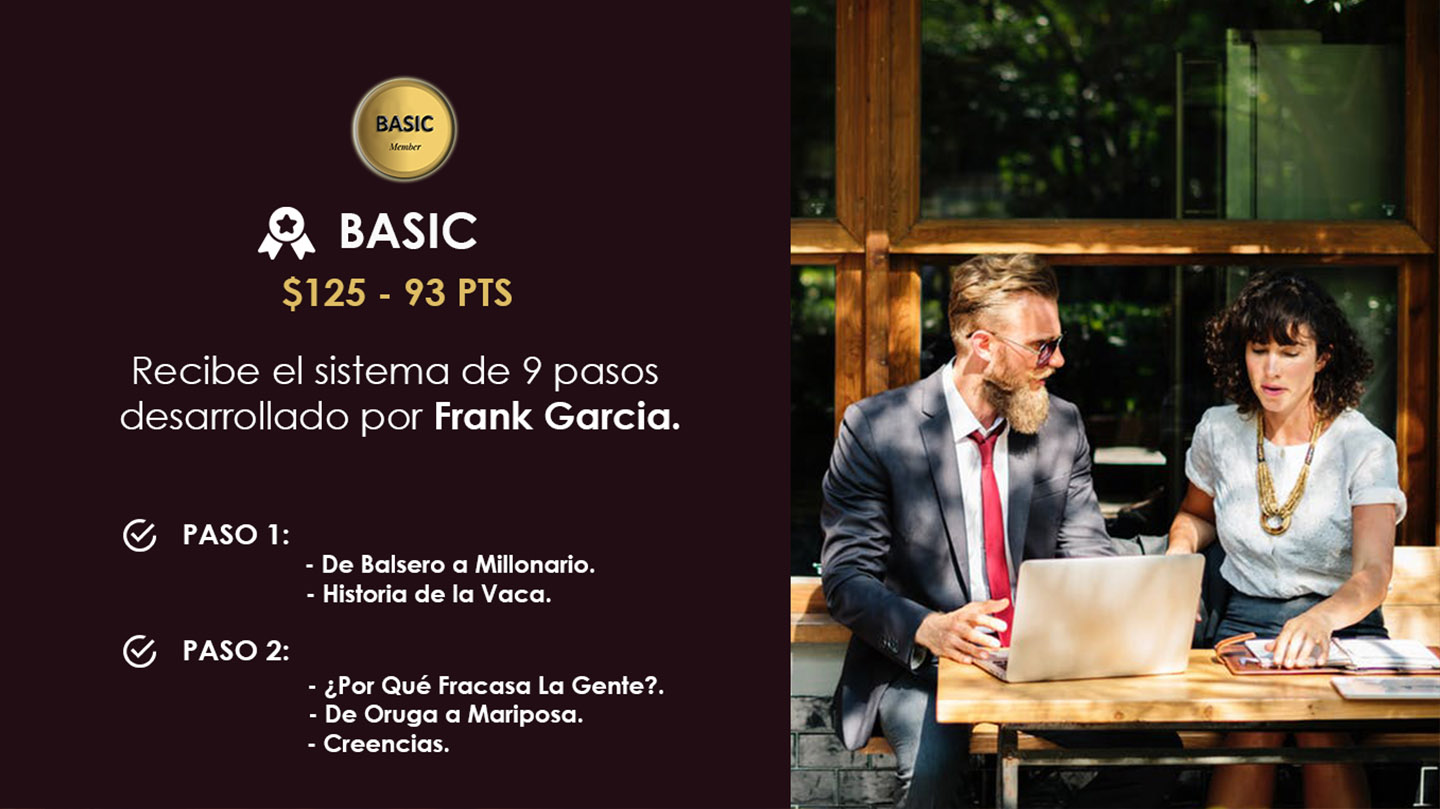 BASIC
Member
BASIC
$125 - 93 PTS
Recibe el sistema de 9 pasos
desarrollado por Frank Garcia.
PASO 1:
- De Balsero a Millonario.
- Historia de la Vaca.
PASO 2:
- ¿Por Qué Fracasa La Gente?.
- De Oruga a Mariposa.
- Creencias.